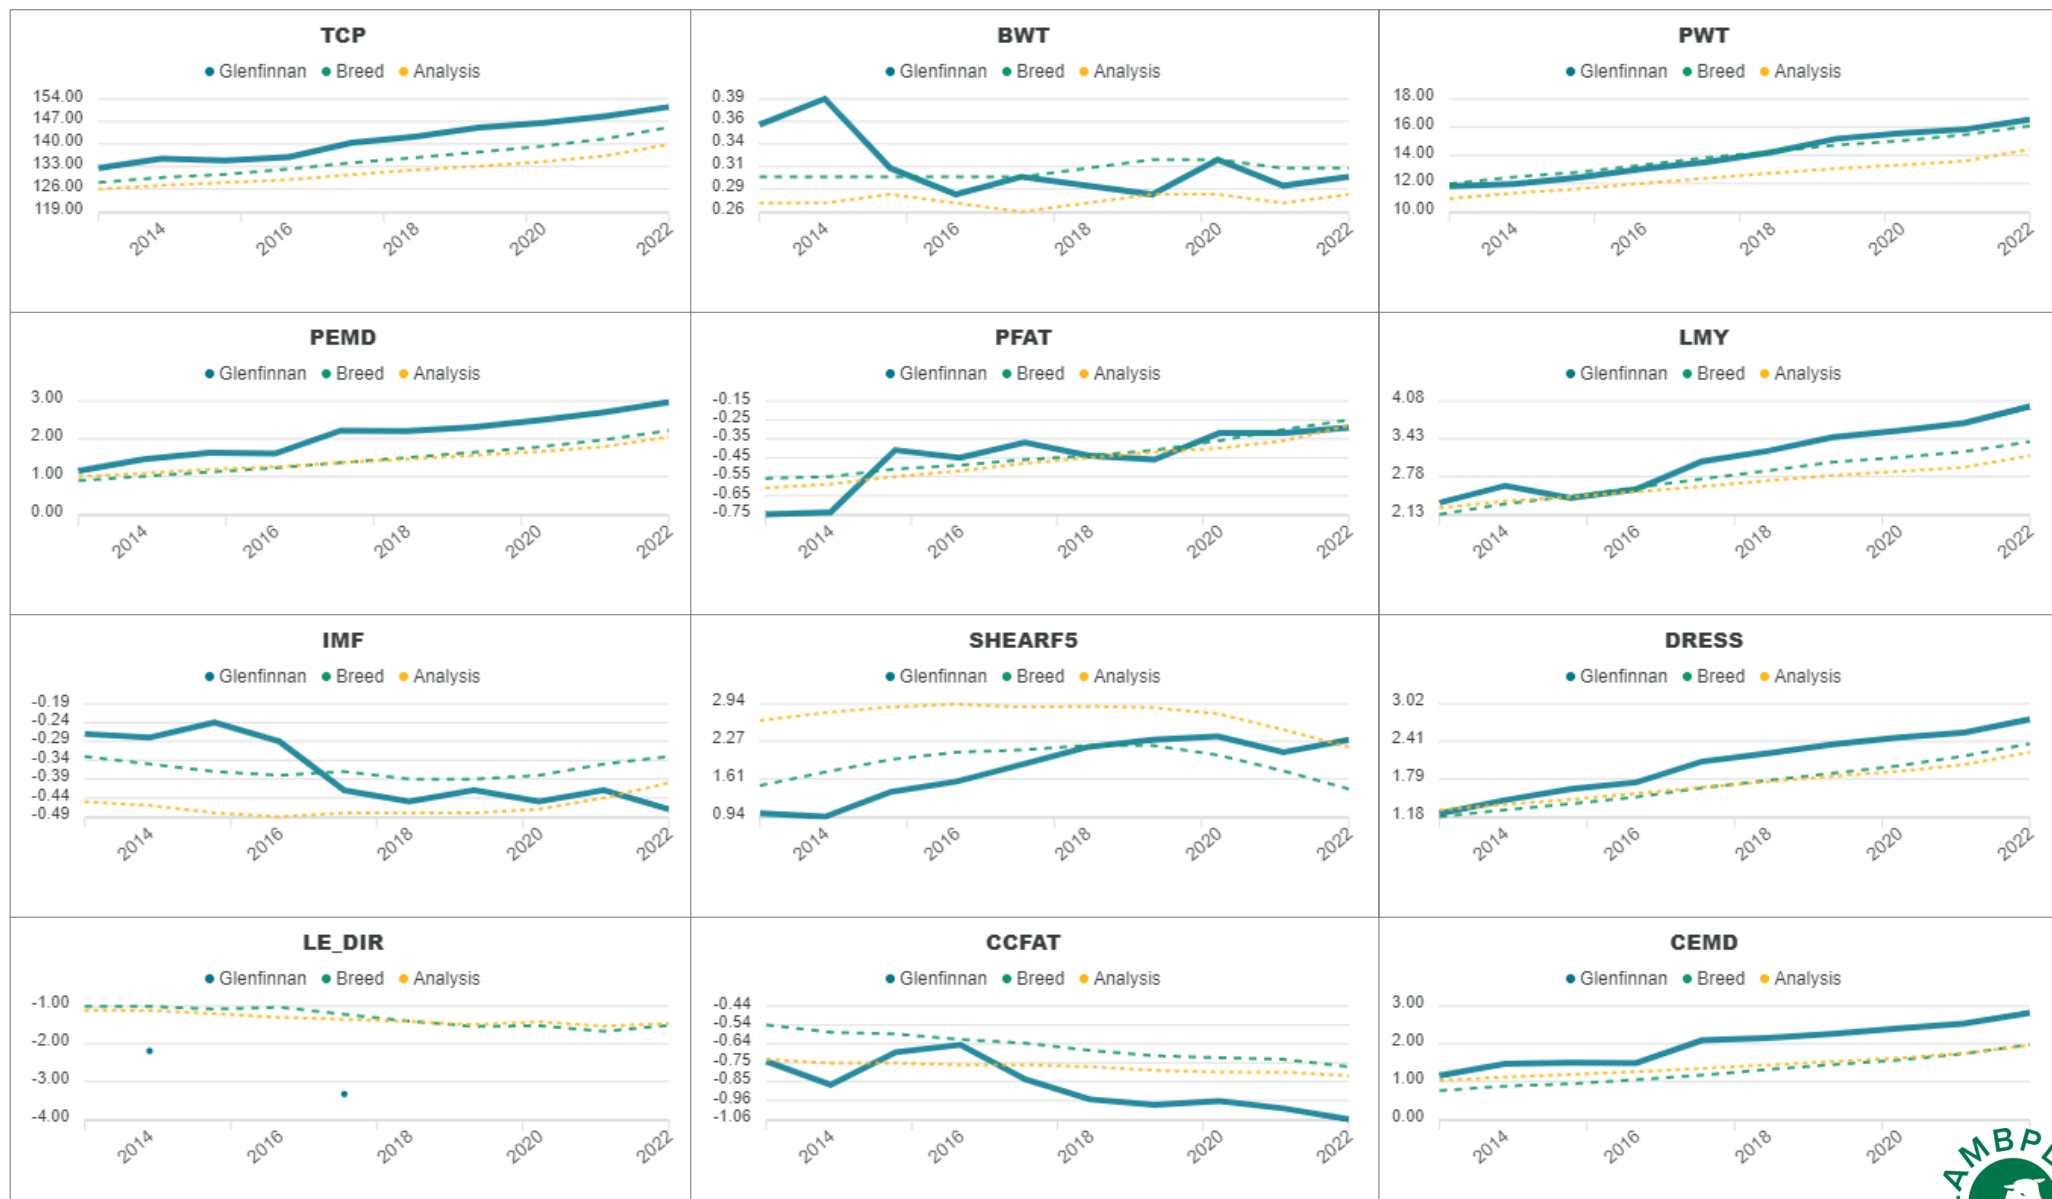 TCP
Glenfinnan Breed Analysis
154.00
147.00
140.00
133.00
126.00
119.00
2014 2016 2018 2020 2022
BWT
Glenfinnan Breed Analysis
0.39
0.36
0.34
0.31
0.29
0.26
2014 2016 2018 2020 2022
PWT
Glenfinnan Breed Analysis
18.00
16.00
14.00
12.00
10.00
2014 2016 2018 2020 2022
PEMD
Glenfinnan Breed Analysis
3.00
2.00
1.00
0.00
2014 2016 2018 2020 2022
PFAT
Glenfinnan Breed Analysis
-0.15
-0.25
-0.35
-0.45
-0.55
-0.65
-0.75
2014 2016 2018 2020 2022
LMY
Glenfinnan Breed Analysis
4.08
3.43
2.78
2.13
2014 2016 2018 2020 2022
IMF
Glenfinnan Breed Analysis
-0.19
-0.24
-0.29
-0.34
-0.39
-0.44
-0.49
2014 2016 2018 2020 2022
SHEARF5
Glenfinnan Breed Analysis
2.94
2.27
1.61
0.94
2014 2016 2018 2020 2022
DRESS
Glenfinnan Breed Analysis
3.02
2.41
1.79
1.18
2014 2016 2018 2020 2022
LE_DIR
Glenfinnan Breed Analysis
-1.00
-2.00
-3.00
-4.00
2014 2016 2018 2020 2022
CCFAT
Glenfinnan Breed Analysis
-0.44
-0.54
-0.64
-0.75
-0.85
-0.96
-1.06
2014 2016 2018 2020 2022
CEMD
Glenfinnan Breed Analysis
3.00
2.00
1.00
0.00
2014 2016 2018 2020